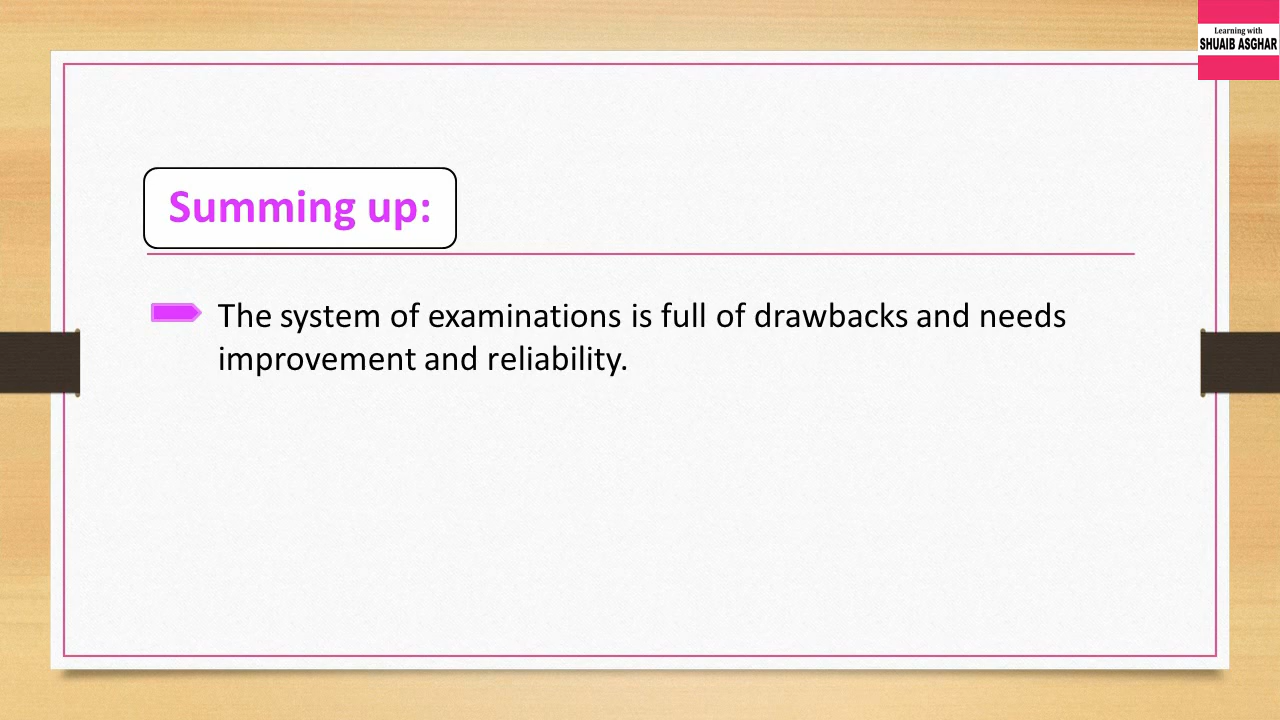 Learning with
SHUAIB ASGHAR
Summing up:
The system of examinations is full of drawbacks and needs
improvement and reliability.